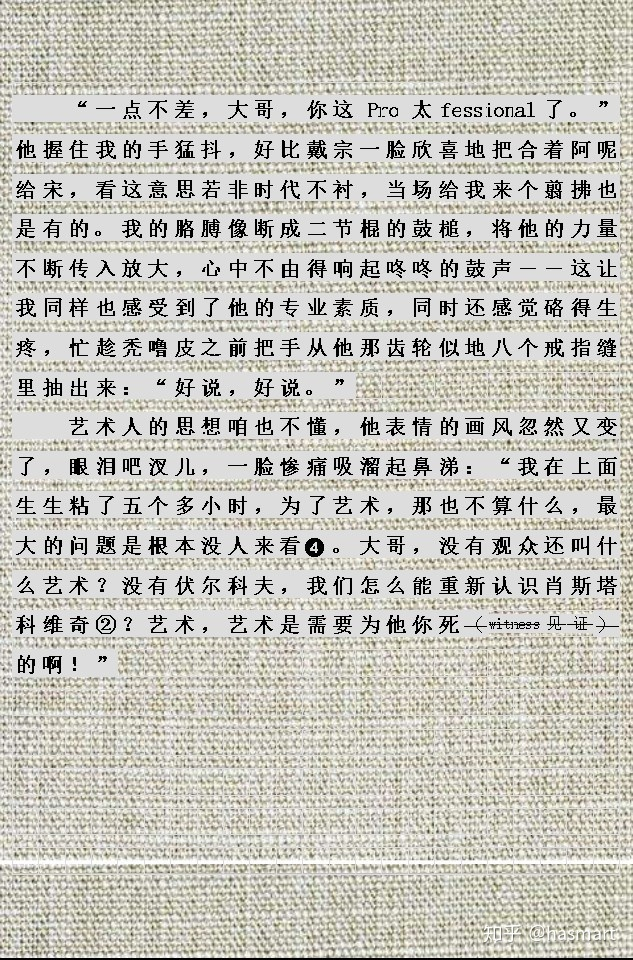 “一点不差，大哥，你这 Pro 太 fessional 了。”
他握住我的手猛抖，好比戴宗一脸欣喜地把合着阿呢
给宋，看这意思若非时代不衬，当场给我来个翦拂也
是有的。我的胳膊像断成二节棍的鼓槌，将他的力量
不断传入放大，心中不由得响起咚咚的鼓声——这让
我同样也感受到了他的专业素质，同时还感觉硌得生
疼，忙趁秃噜皮之前把手从他那齿轮似地八个戒指缝
里抽出来：“好说，好说。”
艺术人的思想咱也不懂，他表情的画风忽然又变
了，眼泪吧汊儿，一脸惨痛吸溜起鼻涕：“我在上面
生生粘了五个多小时，为了艺术，那也不算什么，最
大的问题是根本没人来看❹。大哥，没有观众还叫什
么艺术？没有伏尔科夫，我们怎么能重新认识肖斯塔
科维奇②？艺术，艺术是需要为他你死（witness 见证）
的啊！”
知乎 @hasmart